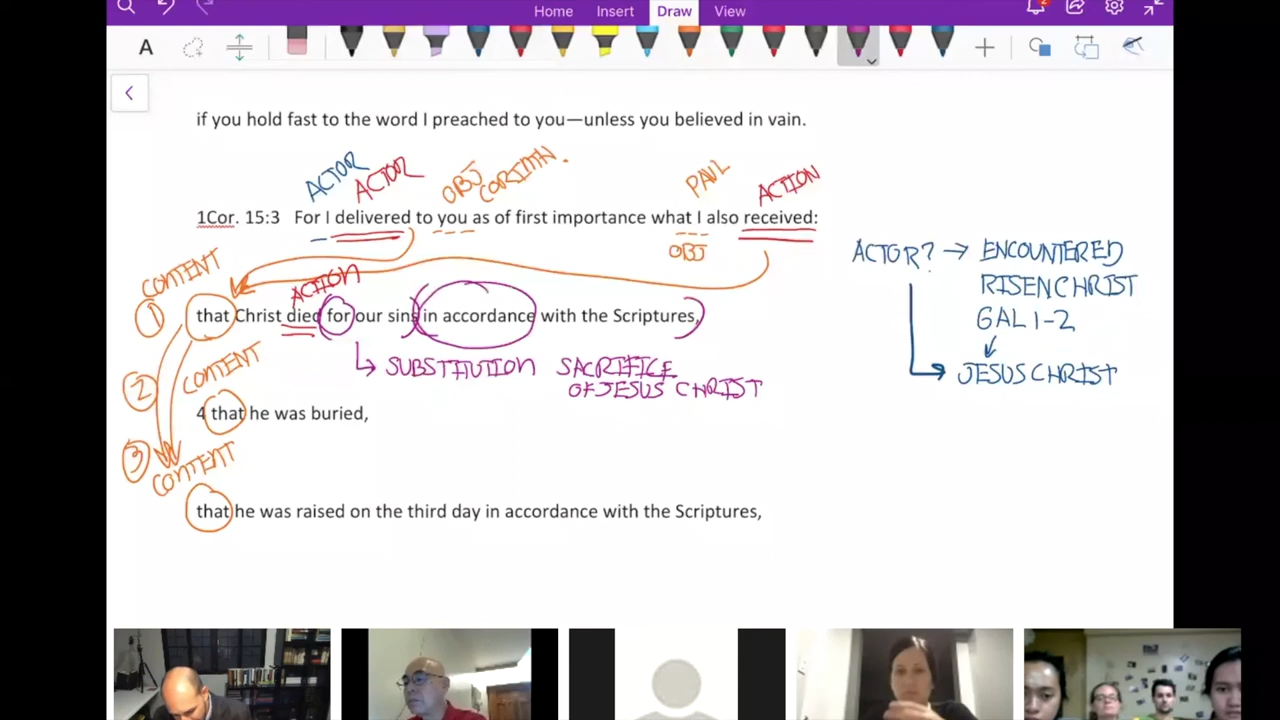 Home Insert Draw View
A
if you hold fast to the word I preached to you—unless you believed in vain.
ACTOR ACTOR OBJ CORINTH. PAUL ACTION
1Cor. 15:3 For I delivered to you as of first importance what I also received:
OBJ
ACTOR? → ENCOUNTERED
RISEN CHRIST
GAL 1-2
JESUS CHRIST
CONTENT
ACTION
1 that Christ died for our sins in accordance with the Scriptures,
SUBSTITUTION SACRIFICE
OF JESUS CHRIST
2 CONTENT
4 that he was buried,
3 CONTENT
that he was raised on the third day in accordance with the Scriptures,